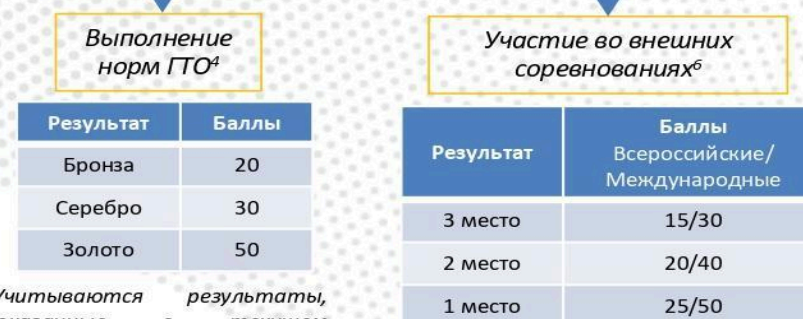 Выполнение
норм ГТО⁴
Результат Баллы
Бронза 20
Серебро 30
Золото 50
Учитываются результаты,
Участие во внешних
соревнованиях⁶
Результат Баллы
Всероссийские/
Международные
3 место 15/30
2 место 20/40
1 место 25/50